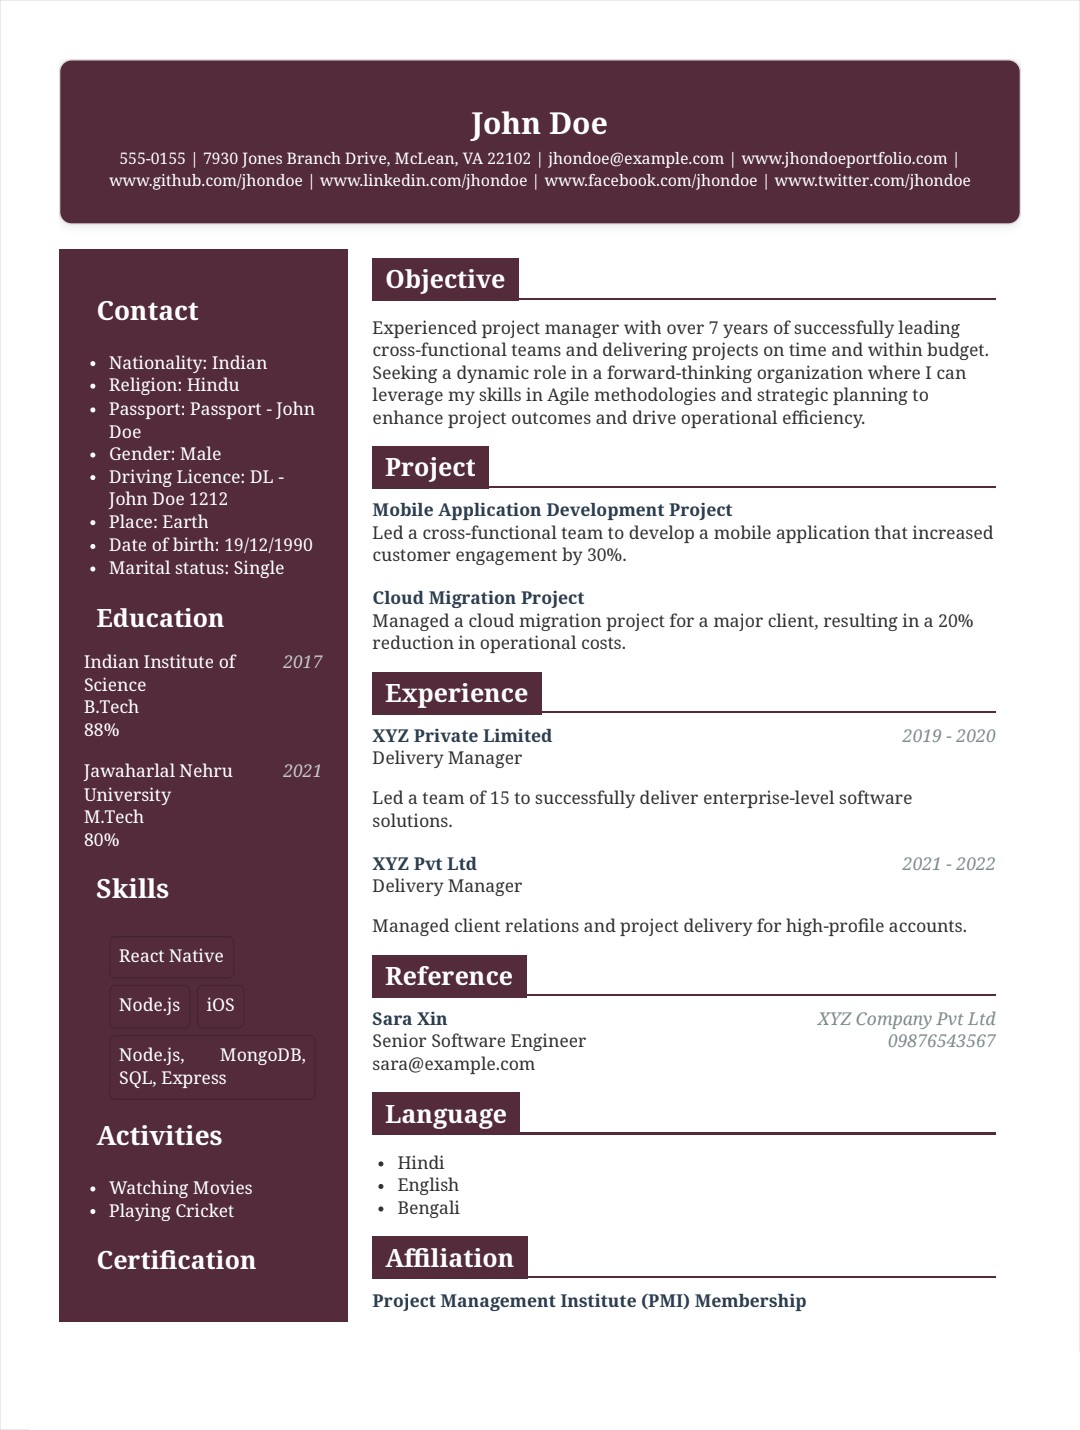 John Doe
555-0155 | 7930 Jones Branch Drive, McLean, VA 22102 | jhondoe@example.com | www.jhondoeportfolio.com |
www.github.com/jhondoe | www.linkedin.com/jhondoe | www.facebook.com/jhondoe | www.twitter.com/jhondoe
Contact
• Nationality: Indian
• Religion: Hindu
• Passport: Passport - John
Doe
• Gender: Male
• Driving Licence: DL -
John Doe 1212
• Place: Earth
• Date of birth: 19/12/1990
• Marital status: Single
Education
Indian Institute of 2017
Science
B.Tech
88%
Jawaharlal Nehru 2021
University
M.Tech
80%
Skills
React Native
Node.js iOS
Node.js, MongoDB,
SQL, Express
Activities
• Watching Movies
• Playing Cricket
Certification
Objective
Experienced project manager with over 7 years of successfully leading
cross-functional teams and delivering projects on time and within budget.
Seeking a dynamic role in a forward-thinking organization where I can
leverage my skills in Agile methodologies and strategic planning to
enhance project outcomes and drive operational efficiency.
Project
Mobile Application Development Project
Led a cross-functional team to develop a mobile application that increased
customer engagement by 30%.
Cloud Migration Project
Managed a cloud migration project for a major client, resulting in a 20%
reduction in operational costs.
Experience
XYZ Private Limited 2019 - 2020
Delivery Manager
Led a team of 15 to successfully deliver enterprise-level software
solutions.
XYZ Pvt Ltd 2021 - 2022
Delivery Manager
Managed client relations and project delivery for high-profile accounts.
Reference
Sara Xin XYZ Company Pvt Ltd
Senior Software Engineer 09876543567
sara@example.com
Language
• Hindi
• English
• Bengali
Affiliation
Project Management Institute (PMI) Membership